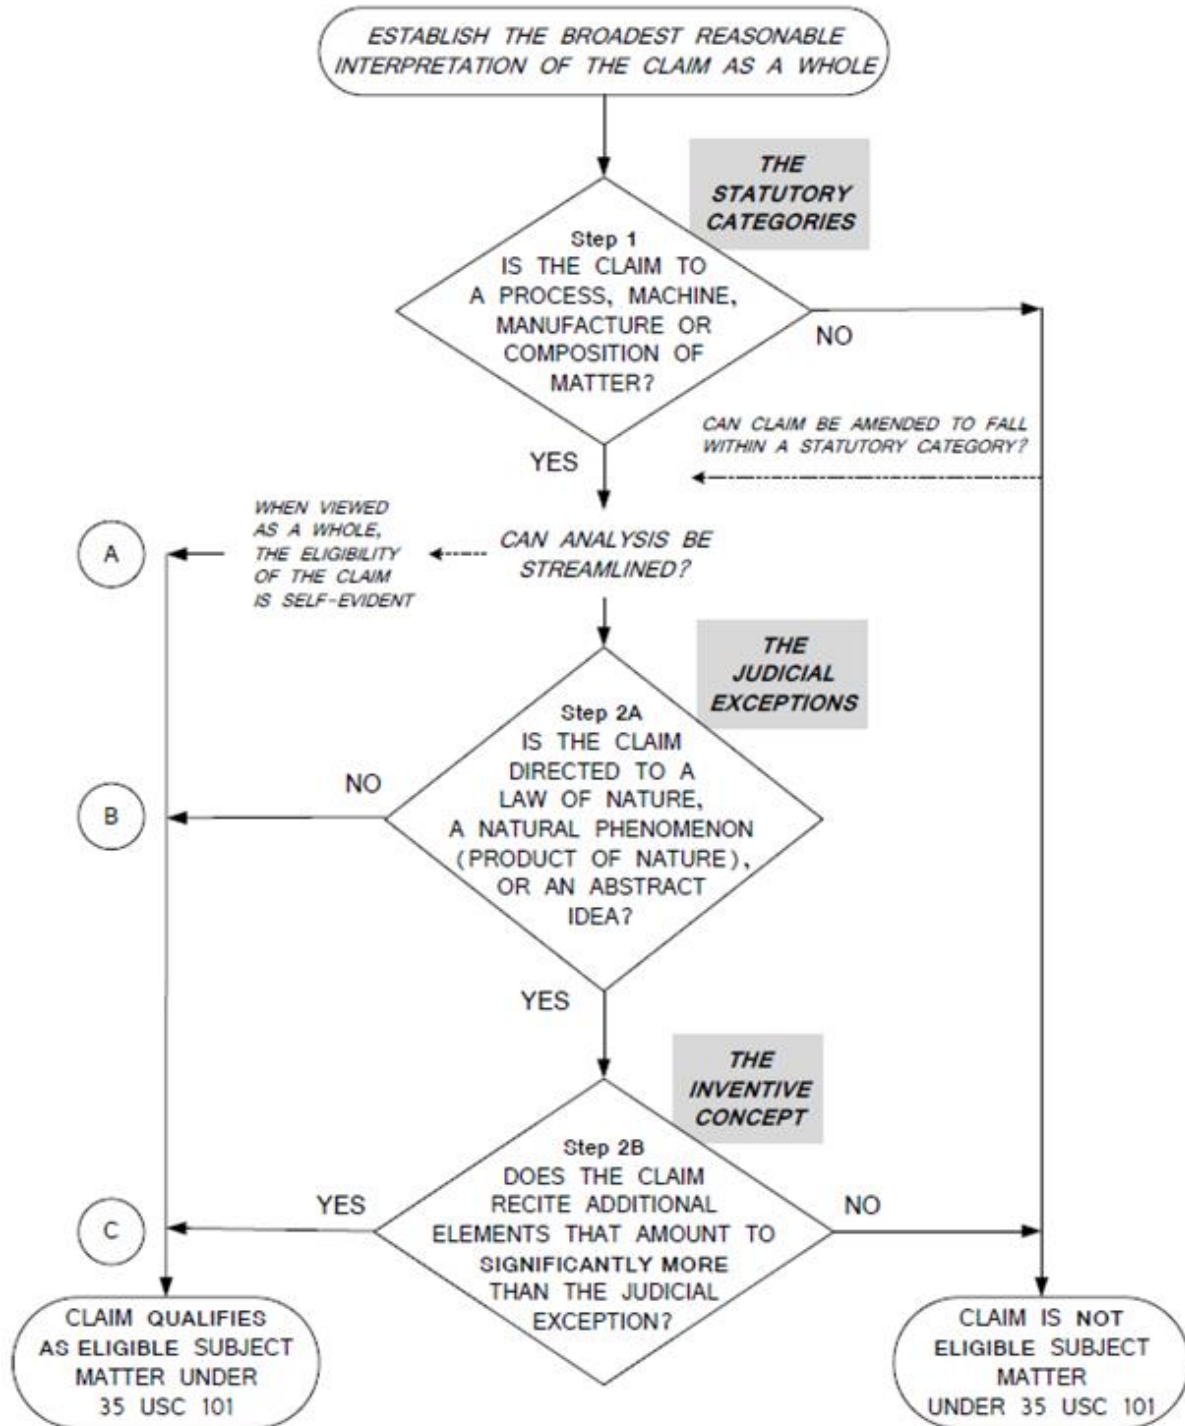 ESTABLISH THE BROADEST REASONABLE
INTERPRETATION OF THE CLAIM AS A WHOLE
THE
STATUTORY
CATEGORIES
Step 1
IS THE CLAIM TO
A PROCESS, MACHINE,
MANUFACTURE OR
COMPOSITION OF
MATTER?
NO
YES
CAN CLAIM BE AMENDED TO FALL
WITHIN A STATUTORY CATEGORY?
A
WHEN VIEWED
AS A WHOLE,
THE ELIGIBILITY
OF THE CLAIM
IS SELF-EVIDENT
CAN ANALYSIS BE
STREAMLINED?
THE
JUDICIAL
EXCEPTIONS
Step 2A
IS THE CLAIM
DIRECTED TO A
LAW OF NATURE,
A NATURAL PHENOMENON
(PRODUCT OF NATURE),
OR AN ABSTRACT
IDEA?
NO
B
YES
THE
INVENTIVE
CONCEPT
Step 2B
DOES THE CLAIM
RECITE ADDITIONAL
ELEMENTS THAT AMOUNT TO
SIGNIFICANTLY MORE
THAN THE JUDICIAL
EXCEPTION?
YES
NO
C
CLAIM QUALIFIES
AS ELIGIBLE SUBJECT
MATTER UNDER
35 USC 101
CLAIM IS NOT
ELIGIBLE SUBJECT
MATTER
UNDER 35 USC 101